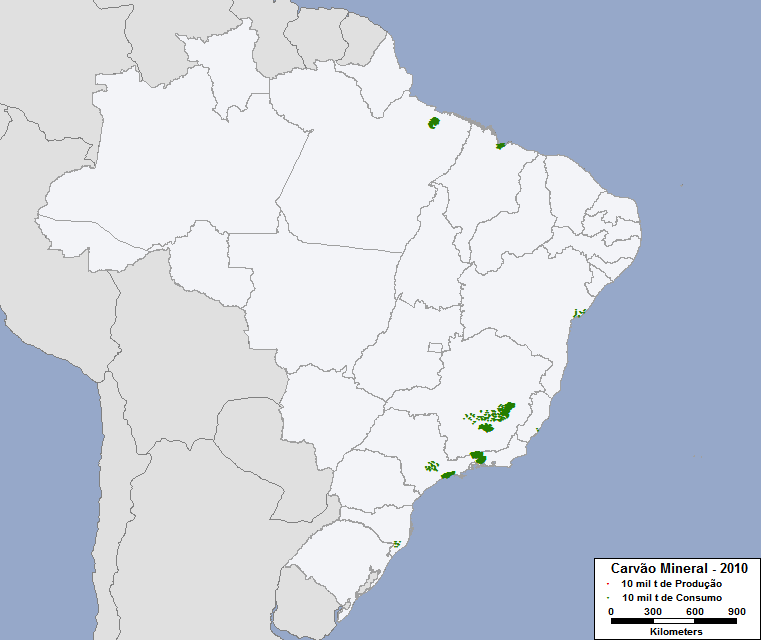 Carvão Mineral - 2010
10 mil t de Produção
10 mil t de Consumo
0 300 600 900
Kilometers